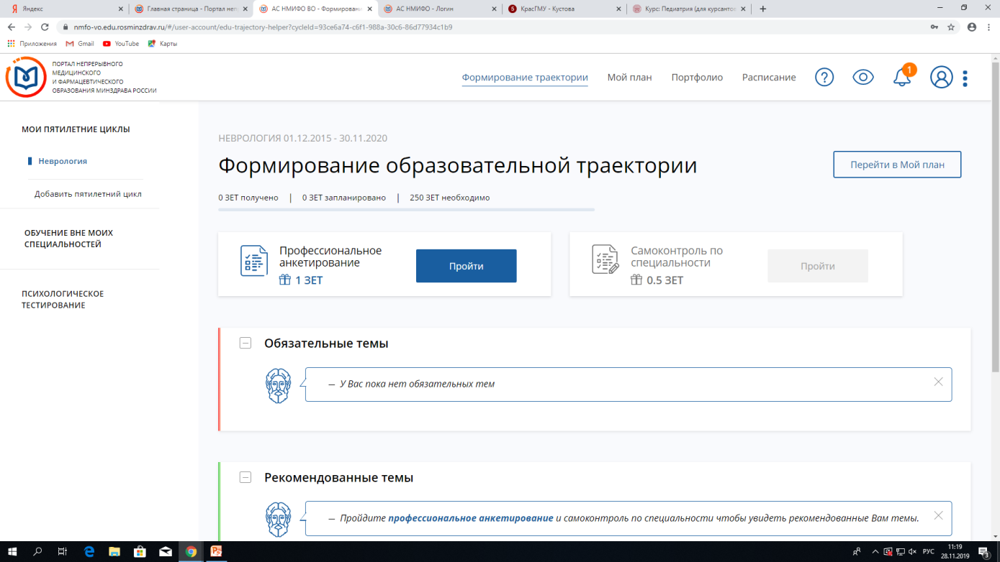 Яндекс
Главная страница - Портал неп
АС НМИФО ВО - Формировани
АС НМИФО - Логин
КрасГМУ - Кустова
Курс: Педиатрия (для курсантов
nmfo-vo.edu.rosminzdrav.ru/#/user-account/edu-trajectory-helper?cycleId=93ce6a74-c6f1-988a-30c6-86d77934c1b9
Приложения
Gmail
YouTube
Карты
ПОРТАЛ НЕПРЕРЫВНОГО
МЕДИЦИНСКОГО
И ФАРМАЦЕВТИЧЕСКОГО
ОБРАЗОВАНИЯ МИНЗДРАВА РОССИИ
Формирование траектории
Мой план
Портфолио
Расписание
1
МОИ ПЯТИЛЕТНИЕ ЦИКЛЫ
Неврология
Добавить пятилетний цикл
ОБУЧЕНИЕ ВНЕ МОИХ
СПЕЦИАЛЬНОСТЕЙ
ПСИХОЛОГИЧЕСКОЕ
ТЕСТИРОВАНИЕ
НЕВРОЛОГИЯ 01.12.2015 - 30.11.2020
Формирование образовательной траектории
Перейти в Мой план
0 ЗЕТ получено | 0 ЗЕТ запланировано | 250 ЗЕТ необходимо
Профессиональное
анкетирование
1 ЗЕТ
Пройти
Самоконтроль по
специальности
0.5 ЗЕТ
Пройти
Обязательные темы
— У Вас пока нет обязательных тем
Рекомендованные темы
— Пройдите профессиональное анкетирование и самоконтроль по специальности чтобы увидеть рекомендованные Вам темы.
РУС
11:19
28.11.2019
3